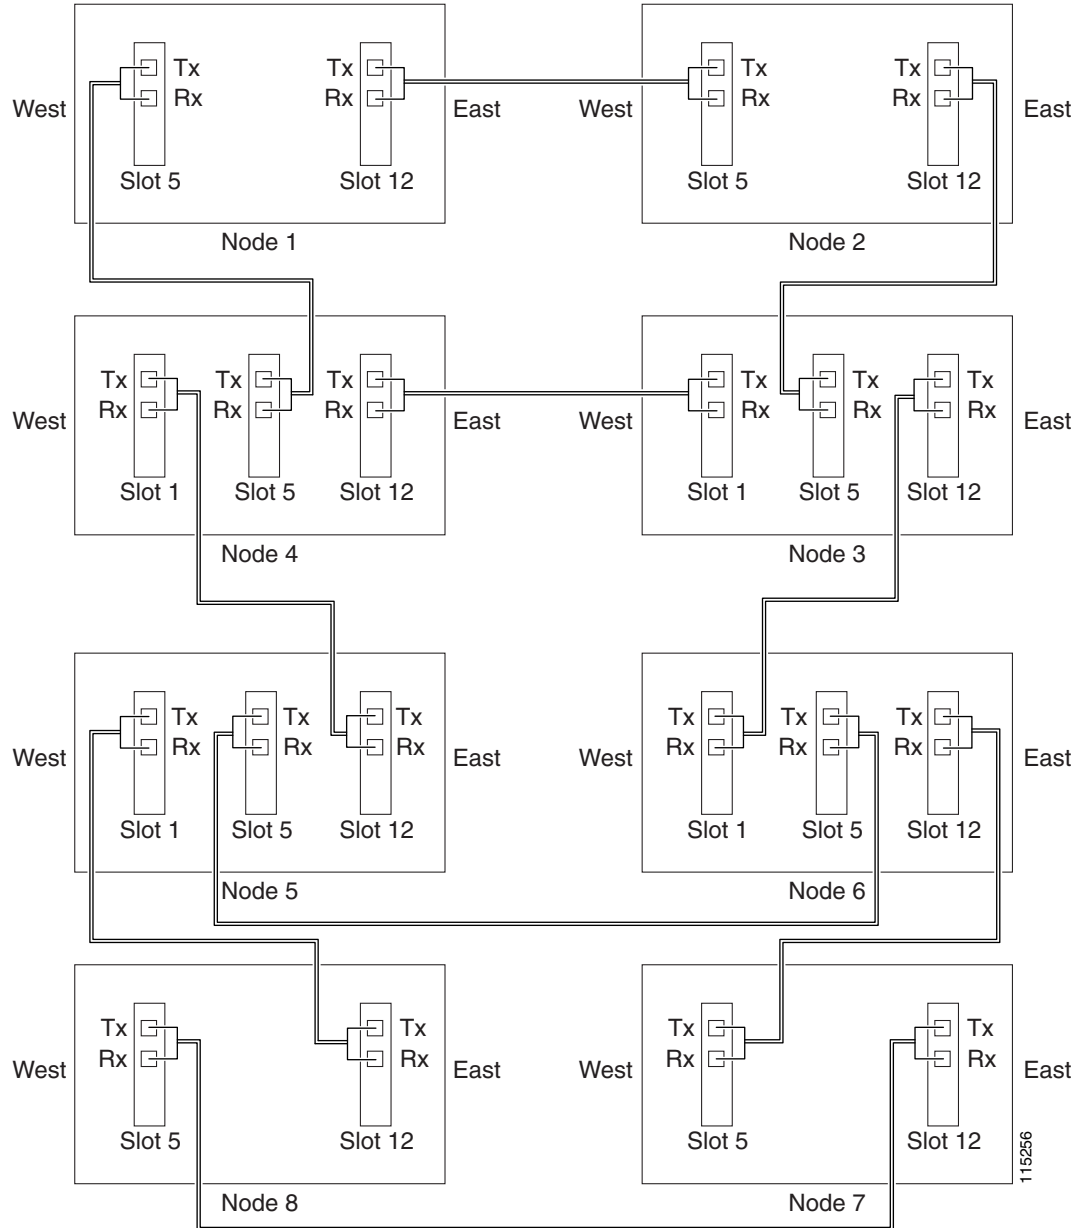 Tx Tx Tx Tx
Rx Rx Rx Rx
West East West East
Slot 5 Slot 12 Slot 5 Slot 12
Node 1 Node 2
Tx Tx Tx Tx Tx Tx
Rx Rx Rx Rx Rx Rx
West East West East
Slot 1 Slot 5 Slot 12 Slot 1 Slot 5 Slot 12
Node 4 Node 3
Tx Tx Tx Tx Tx Tx
Rx Rx Rx Rx Rx Rx
West East West East
Slot 1 Slot 5 Slot 12 Slot 1 Slot 5 Slot 12
Node 5 Node 6
Tx Tx Tx Tx
Rx Rx Rx Rx
West East West East
Slot 5 Slot 12 Slot 5 Slot 12
115256
Node 8 Node 7